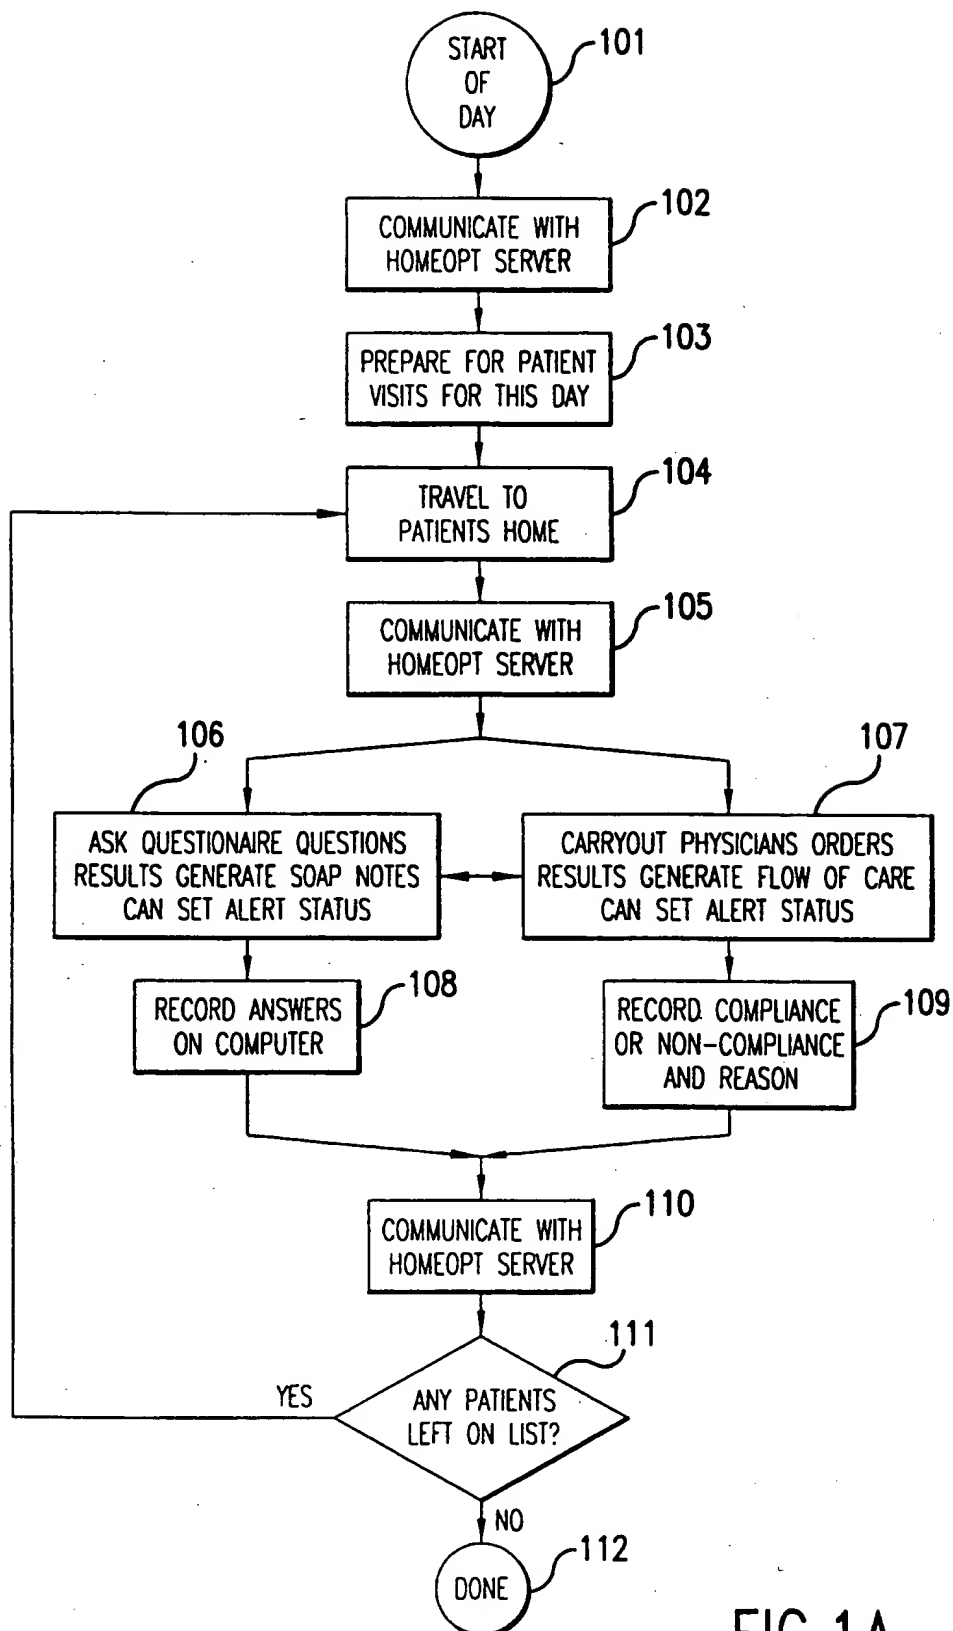 START
OF
DAY
101
COMMUNICATE WITH
HOMEOPT SERVER
102
PREPARE FOR PATIENT
VISITS FOR THIS DAY
103
TRAVEL TO
PATIENTS HOME
104
COMMUNICATE WITH
HOMEOPT SERVER
105
106
ASK QUESTIONAIRE QUESTIONS
RESULTS GENERATE SOAP NOTES
CAN SET ALERT STATUS
107
CARRYOUT PHYSICIANS ORDERS
RESULTS GENERATE FLOW OF CARE
CAN SET ALERT STATUS
RECORD ANSWERS
ON COMPUTER
108
RECORD COMPLIANCE
OR NON-COMPLIANCE
AND REASON
109
COMMUNICATE WITH
HOMEOPT SERVER
110
111
ANY PATIENTS
LEFT ON LIST?
YES
NO
DONE
112
FIG. 1A